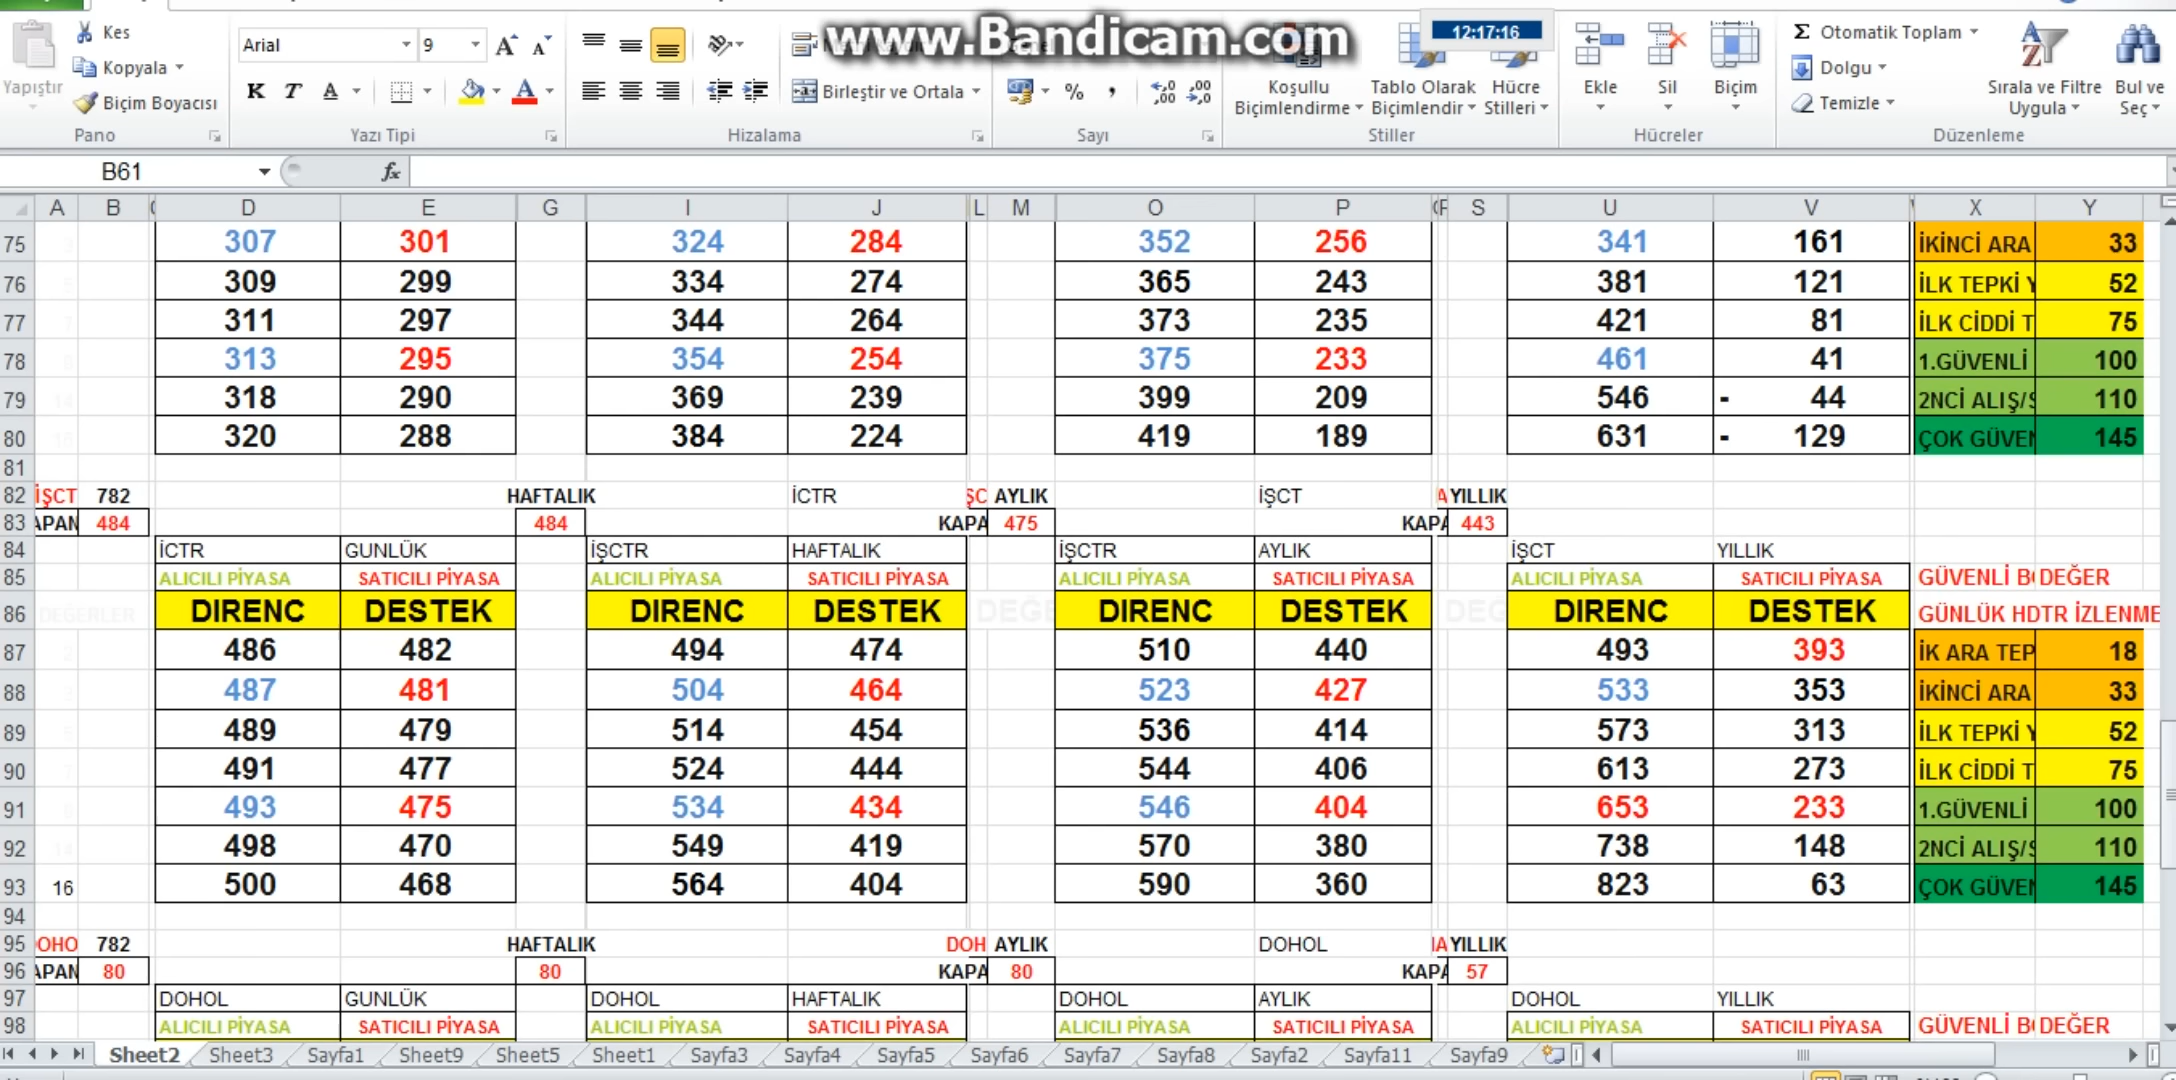 www.Bandicam.com
12:17:16
Kes
Arial 9
Σ Otomatik Toplam
Yapıştır
Kopyala
Dolgu
Biçim Boyacısı
K T A
Birleştir ve Ortala
% ,
Koşullu Biçimlendirme
Tablo Olarak Biçimlendir
Hücre Stilleri
Ekle
Sil
Biçim
Temizle
Sırala ve Filtre Uygula
Bul ve Seç
Pano Yazı Tipi Hizalama Sayı Stiller Hücreler Düzenleme
B61 fx
A B D E G I J L M O P S U V X Y
75 307 301 324 284 352 256 341 161 İKİNCİ ARA 33
76 309 299 334 274 365 243 381 121 İLK TEPKİ Y 52
77 311 297 344 264 373 235 421 81 İLK CİDDİ T 75
78 313 295 354 254 375 233 461 41 1.GÜVENLİ 100
79 14 318 290 369 239 399 209 546 - 44 2NCİ ALIŞ/S 110
80 16 320 288 384 224 419 189 631 - 129 ÇOK GÜVEN 145
81
82 İŞCT 782 HAFTALIK İCTR ŞC AYLIK İŞCT A YILLIK
83 APAN 484 484 KAPA 475 KAPA 443
84 İCTR GUNLÜK İŞCTR HAFTALIK İŞCTR AYLIK İŞCT YILLIK
85 ALICILI PİYASA SATICILI PİYASA ALICILI PİYASA SATICILI PİYASA ALICILI PİYASA SATICILI PİYASA ALICILI PİYASA SATICILI PİYASA GÜVENLİ B DEĞER
86 DEĞERLER DIRENC DESTEK DIRENC DESTEK DEĞE DIRENC DESTEK DEĞ DIRENC DESTEK GÜNLÜK HDTR İZLENME
87 486 482 494 474 510 440 493 393 İK ARA TEP 18
88 487 481 504 464 523 427 533 353 İKİNCİ ARA 33
89 489 479 514 454 536 414 573 313 İLK TEPKİ Y 52
90 491 477 524 444 544 406 613 273 İLK CİDDİ T 75
91 493 475 534 434 546 404 653 233 1.GÜVENLİ 100
92 14 498 470 549 419 570 380 738 148 2NCİ ALIŞ/S 110
93 16 500 468 564 404 590 360 823 63 ÇOK GÜVEN 145
94
95 OHO 782 HAFTALIK DOH AYLIK DOHOL A YILLIK
96 APAN 80 80 KAPA 80 KAPA 57
97 DOHOL GUNLÜK DOHOL HAFTALIK DOHOL AYLIK DOHOL YILLIK
98 ALICILI PİYASA SATICILI PİYASA ALICILI PİYASA SATICILI PİYASA ALICILI PİYASA SATICILI PİYASA ALICILI PİYASA SATICILI PİYASA GÜVENLİ B DEĞER
Sheet2 Sheet3 Sayfa1 Sheet9 Sheet5 Sheet1 Sayfa3 Sayfa4 Sayfa5 Sayfa6 Sayfa7 Sayfa8 Sayfa2 Sayfa11 Sayfa9